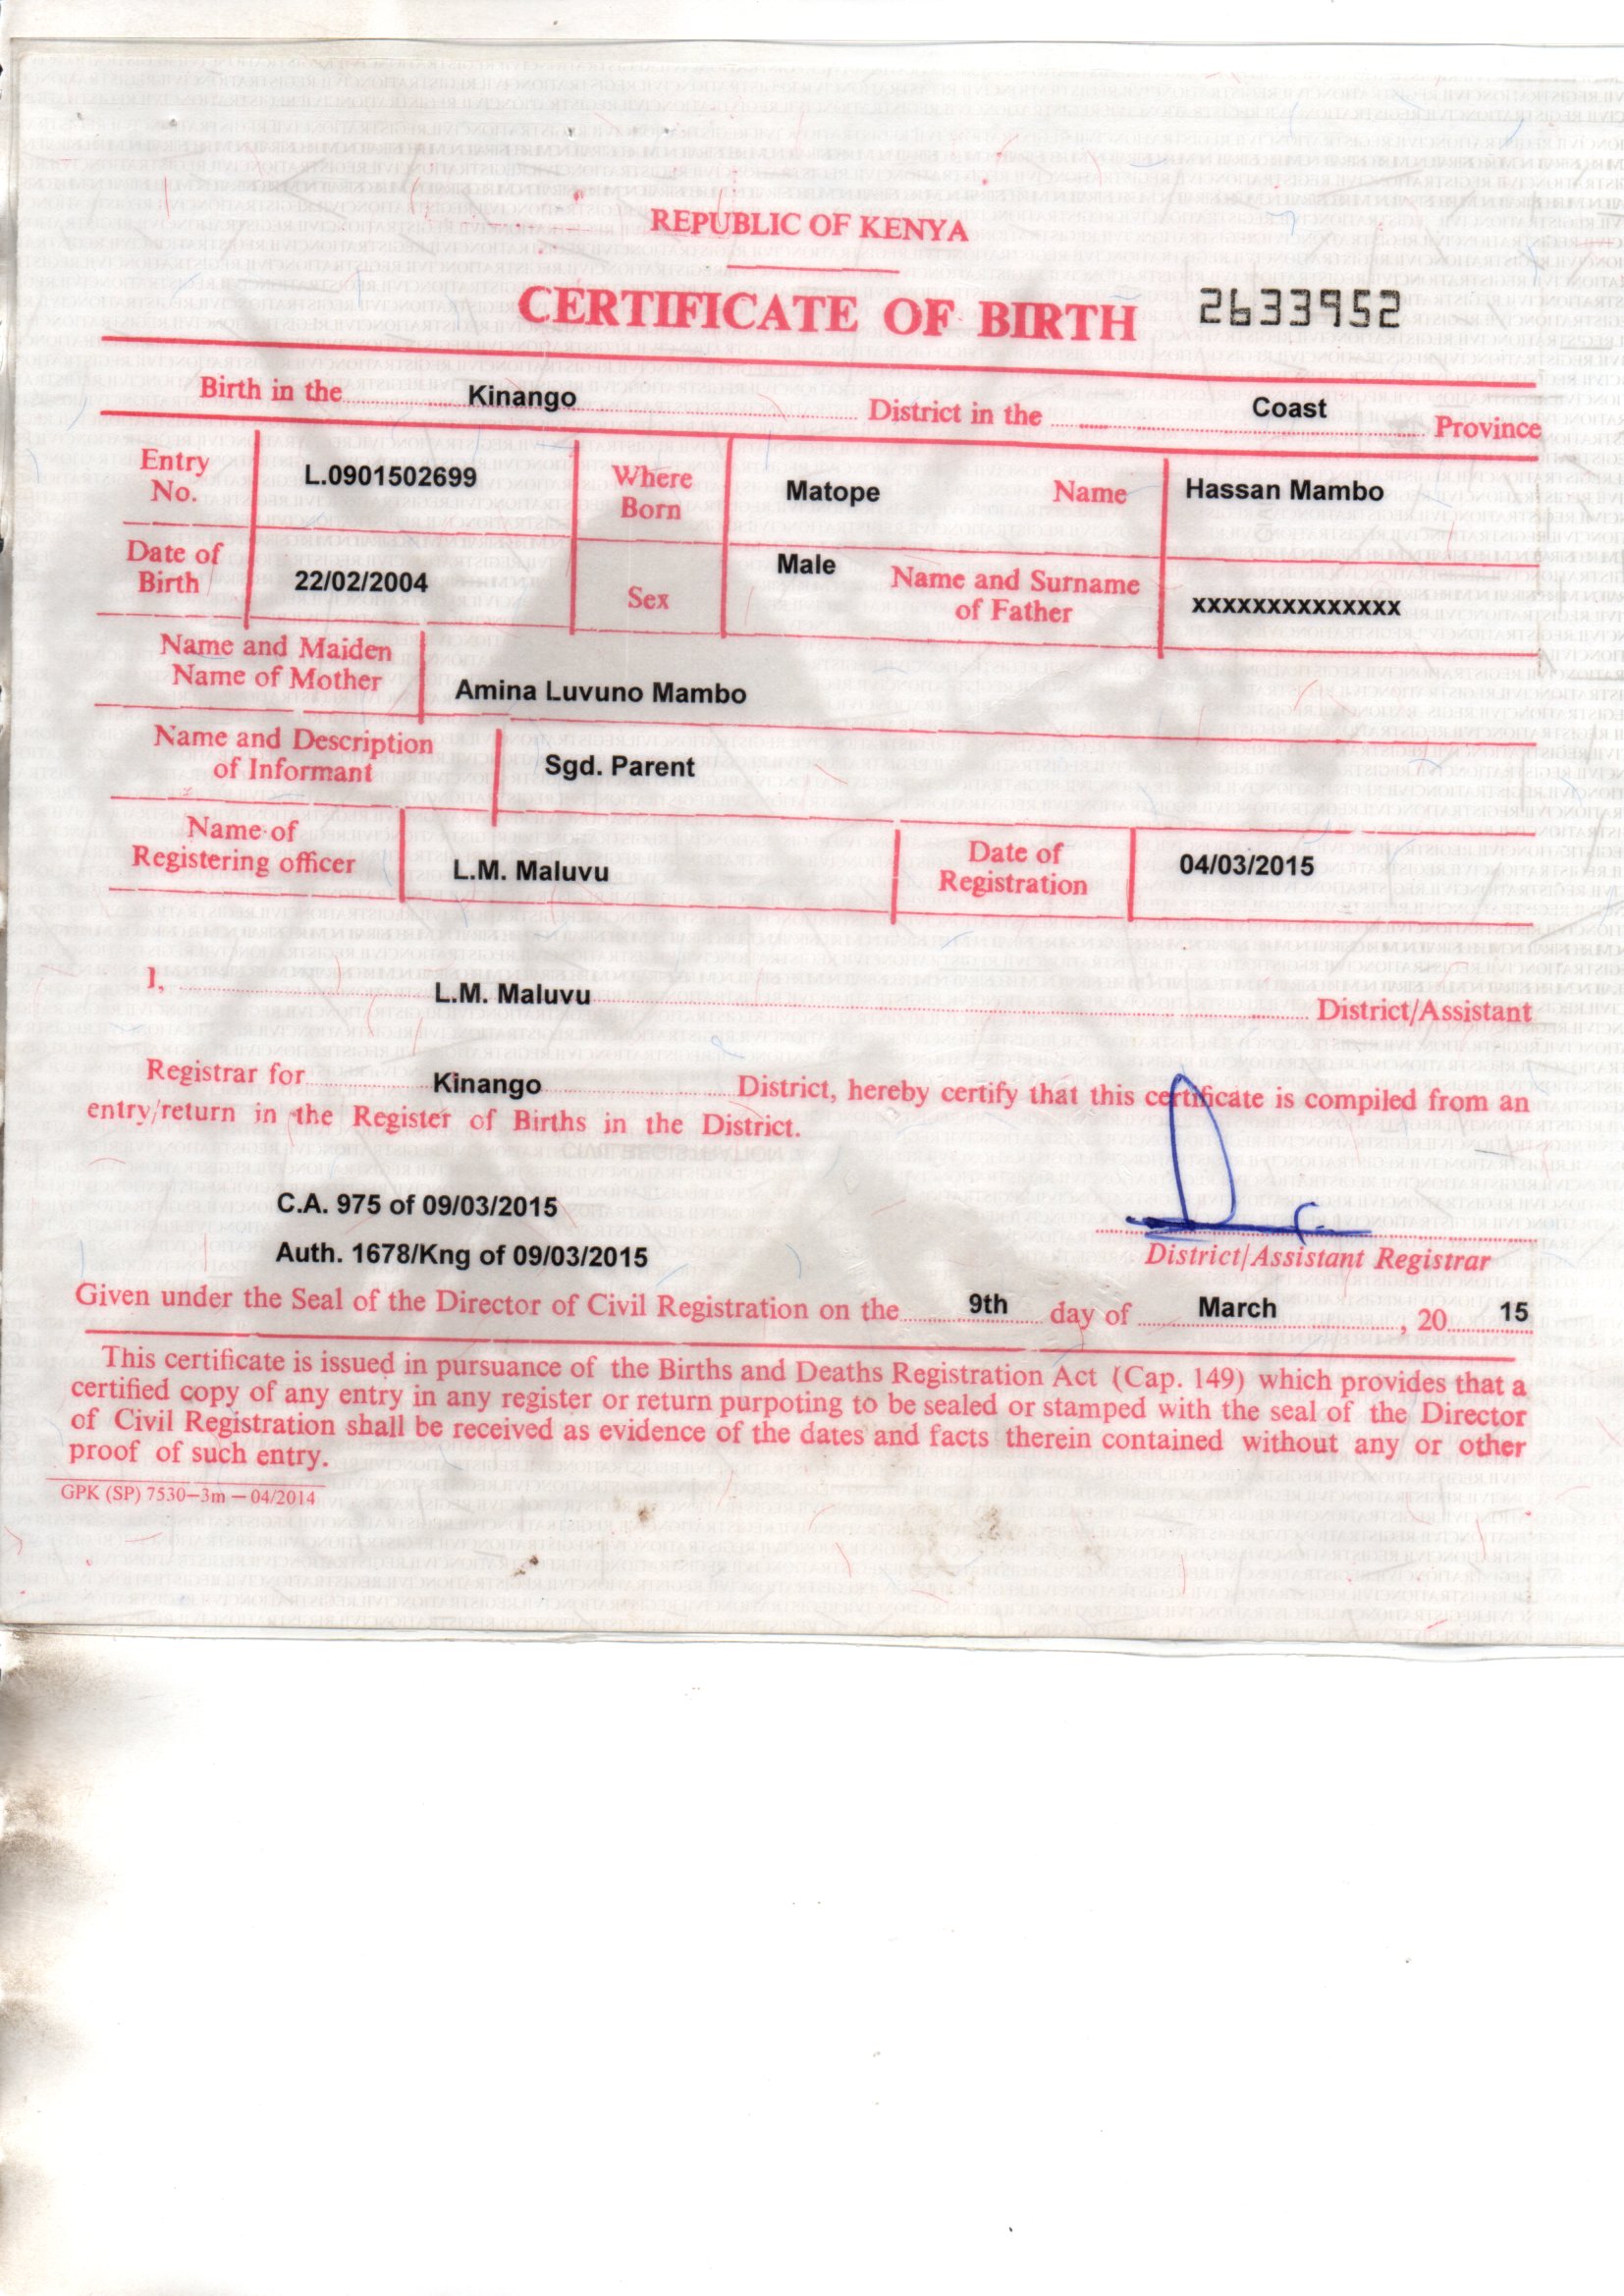 REPUBLIC OF KENYA
CERTIFICATE OF BIRTH 2633952
Birth in the Kinango District in the Coast Province
Entry No. L.0901502699 Where Born Matope Name Hassan Mambo
Date of Birth 22/02/2004 Sex Male Name and Surname of Father xxxxxxxxxxxxxx
Name and Maiden Name of Mother Amina Luvuno Mambo
Name and Description of Informant Sgd. Parent
Name of Registering officer L.M. Maluvu Date of Registration 04/03/2015
I, L.M. Maluvu District/Assistant
Registrar for Kinango District, hereby certify that this certificate is compiled from an
entry/return in the Register of Births in the District.
C.A. 975 of 09/03/2015
Auth. 1678/Kng of 09/03/2015
District/Assistant Registrar
Given under the Seal of the Director of Civil Registration on the 9th day of March, 20 15
This certificate is issued in pursuance of the Births and Deaths Registration Act (Cap. 149) which provides that a
certified copy of any entry in any register or return purpoting to be sealed or stamped with the seal of the Director
of Civil Registration shall be received as evidence of the dates and facts therein contained without any or other
proof of such entry.
GPK (SP) 7530—3m — 04/2014